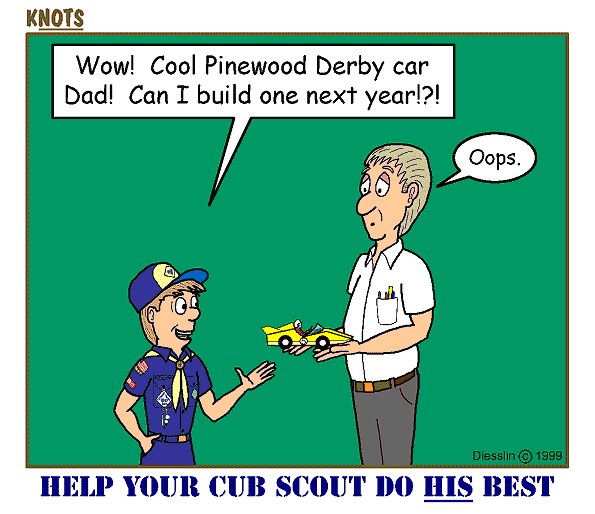 KNOTS
Wow! Cool Pinewood Derby car
Dad! Can I build one next year!?!
Oops.
Diesslin © 1999
HELP YOUR CUB SCOUT DO HIS BEST